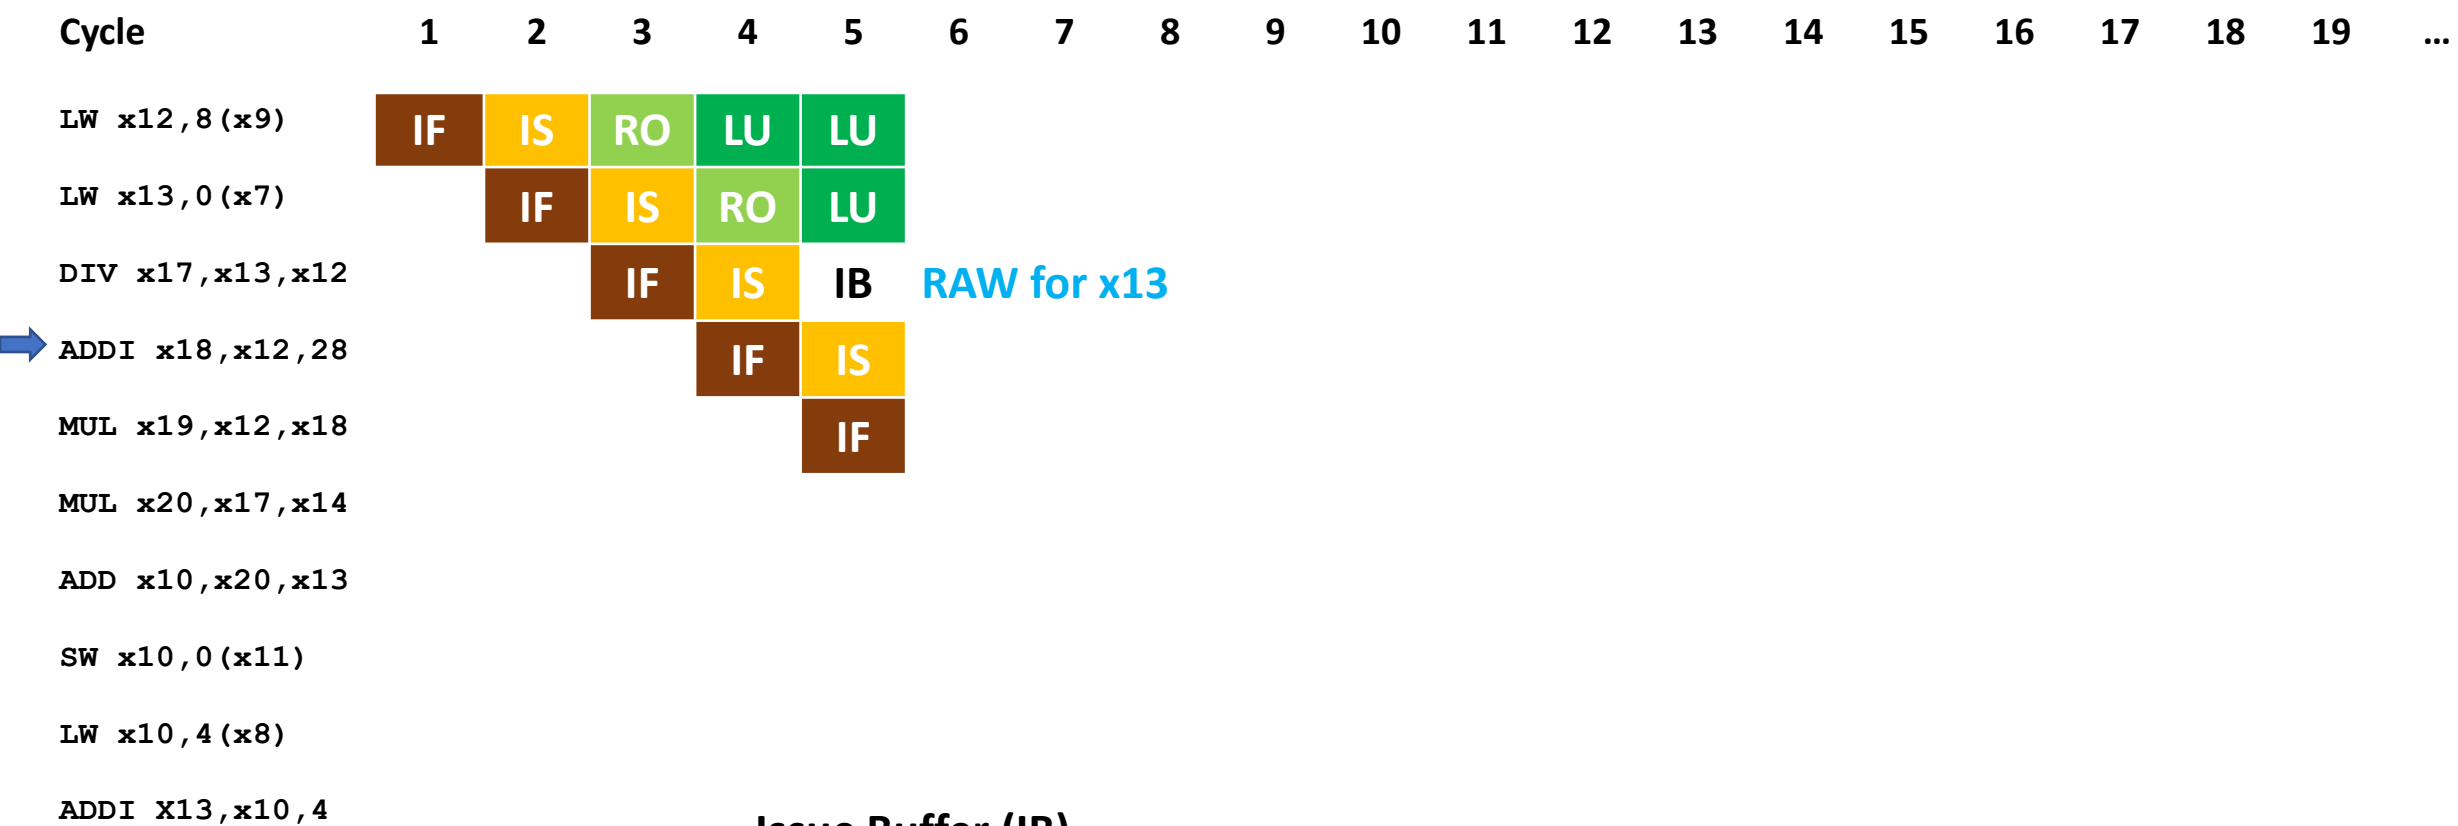 Cycle 1 2 3 4 5 6 7 8 9 10 11 12 13 14 15 16 17 18 19 …
LW x12,8(x9) IF IS RO LU LU
LW x13,0(x7) IF IS RO LU
DIV x17,x13,x12 IF IS IB RAW for x13
ADDI x18,x12,28 IF IS
MUL x19,x12,x18 IF
MUL x20,x17,x14
ADD x10,x20,x13
SW x10,0(x11)
LW x10,4(x8)
ADDI X13,x10,4
Issue Buffer (IB)